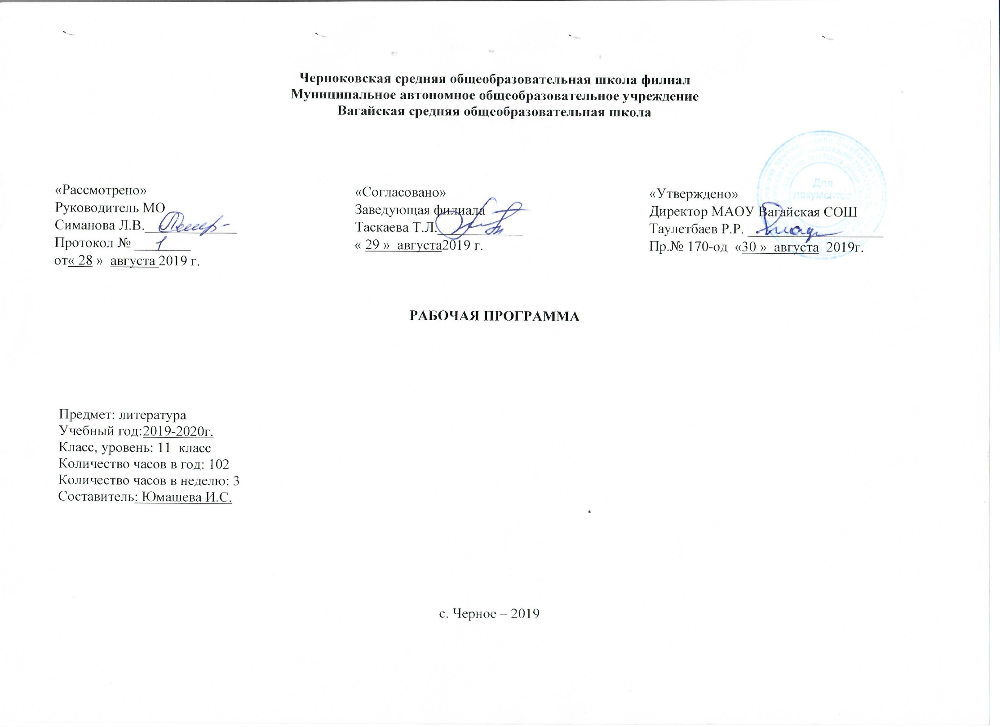 Черноковская средняя общеобразовательная школа филиал
Муниципальное автономное общеобразовательное учреждение
Вагайская средняя общеобразовательная школа
«Рассмотрено»
Руководитель МО
Симанова Л.В.
Протокол № 1
от« 28 » августа 2019 г.
«Согласовано»
Заведующая филиала
Таскаева Т.Л.
« 29 » августа2019 г.
Для
документов
«Утверждено»
Директор МАОУ Вагайская СОШ
Таулетбаев Р.Р.
Пр.№ 170-од «30 » августа 2019г.
РАБОЧАЯ ПРОГРАММА
Предмет: литература
Учебный год:2019-2020г.
Класс, уровень: 11 класс
Количество часов в год: 102
Количество часов в неделю: 3
Составитель: Юмашева И.С.
с. Черное – 2019